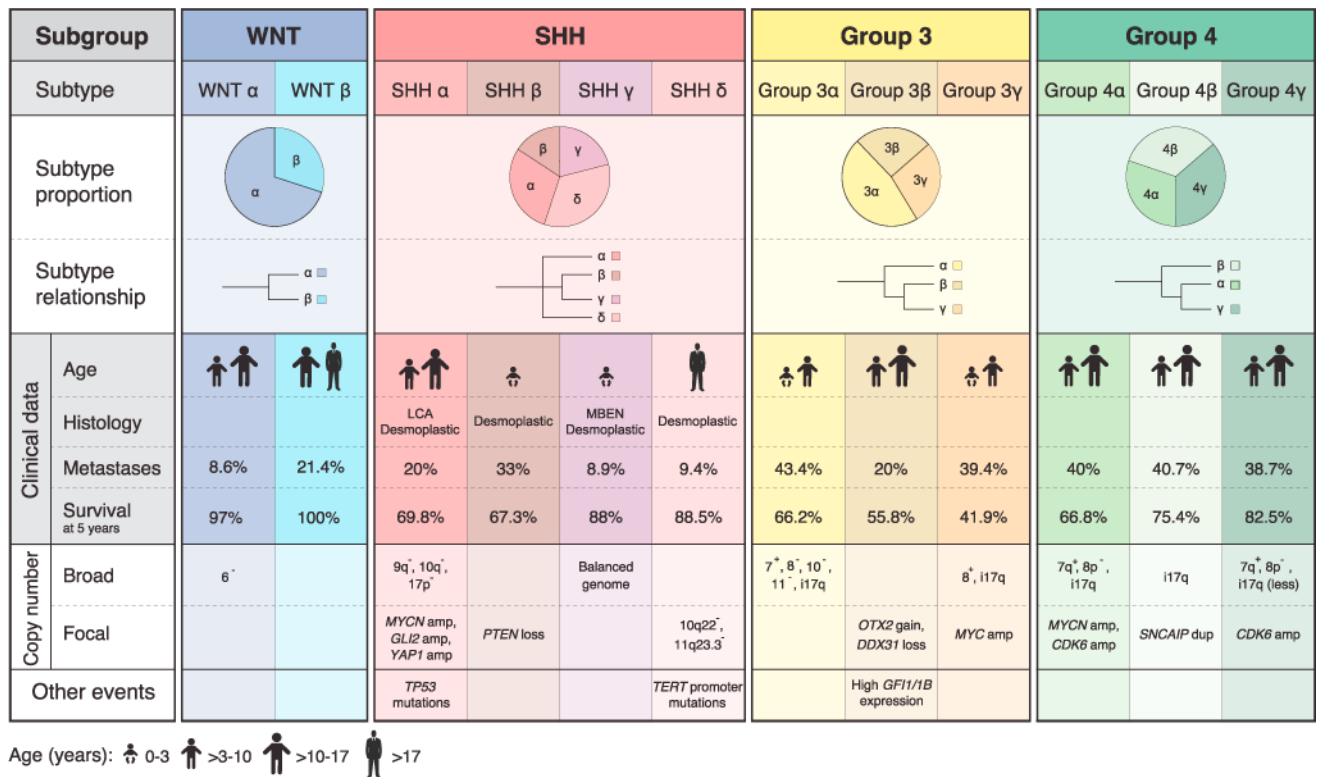 Subgroup WNT SHH Group 3 Group 4
Subtype WNT α WNT β SHH α SHH β SHH γ SHH δ Group 3α Group 3β Group 3γ Group 4α Group 4β Group 4γ
Subtype
proportion
α β
α β γ δ
3α 3β 3γ
4α 4β 4γ
Subtype
relationship
α
β
α
β
γ
δ
α
β
γ
β
α
γ
Clinical data
Age
Histology
LCA
Desmoplastic
Desmoplastic
MBEN
Desmoplastic
Desmoplastic
Metastases 8.6% 21.4% 20% 33% 8.9% 9.4% 43.4% 20% 39.4% 40% 40.7% 38.7%
Survival
at 5 years
97% 100% 69.8% 67.3% 88% 88.5% 66.2% 55.8% 41.9% 66.8% 75.4% 82.5%
Copy number
Broad
6⁻
9q⁻, 10q⁻,
17p⁻
Balanced
genome
7⁺, 8⁻, 10⁻,
11⁻, i17q
8⁺, i17q
7q⁺, 8p⁻,
i17q
i17q
7q⁺, 8p⁻,
i17q (less)
Focal
MYCN amp,
GLI2 amp,
YAP1 amp
PTEN loss
10q22⁻,
11q23.3⁻
OTX2 gain,
DDX31 loss
MYC amp
MYCN amp,
CDK6 amp
SNCAIP dup
CDK6 amp
Other events
TP53
mutations
TERT promoter
mutations
High GFI1/1B
expression
Age (years): 0-3 >3-10 >10-17 >17